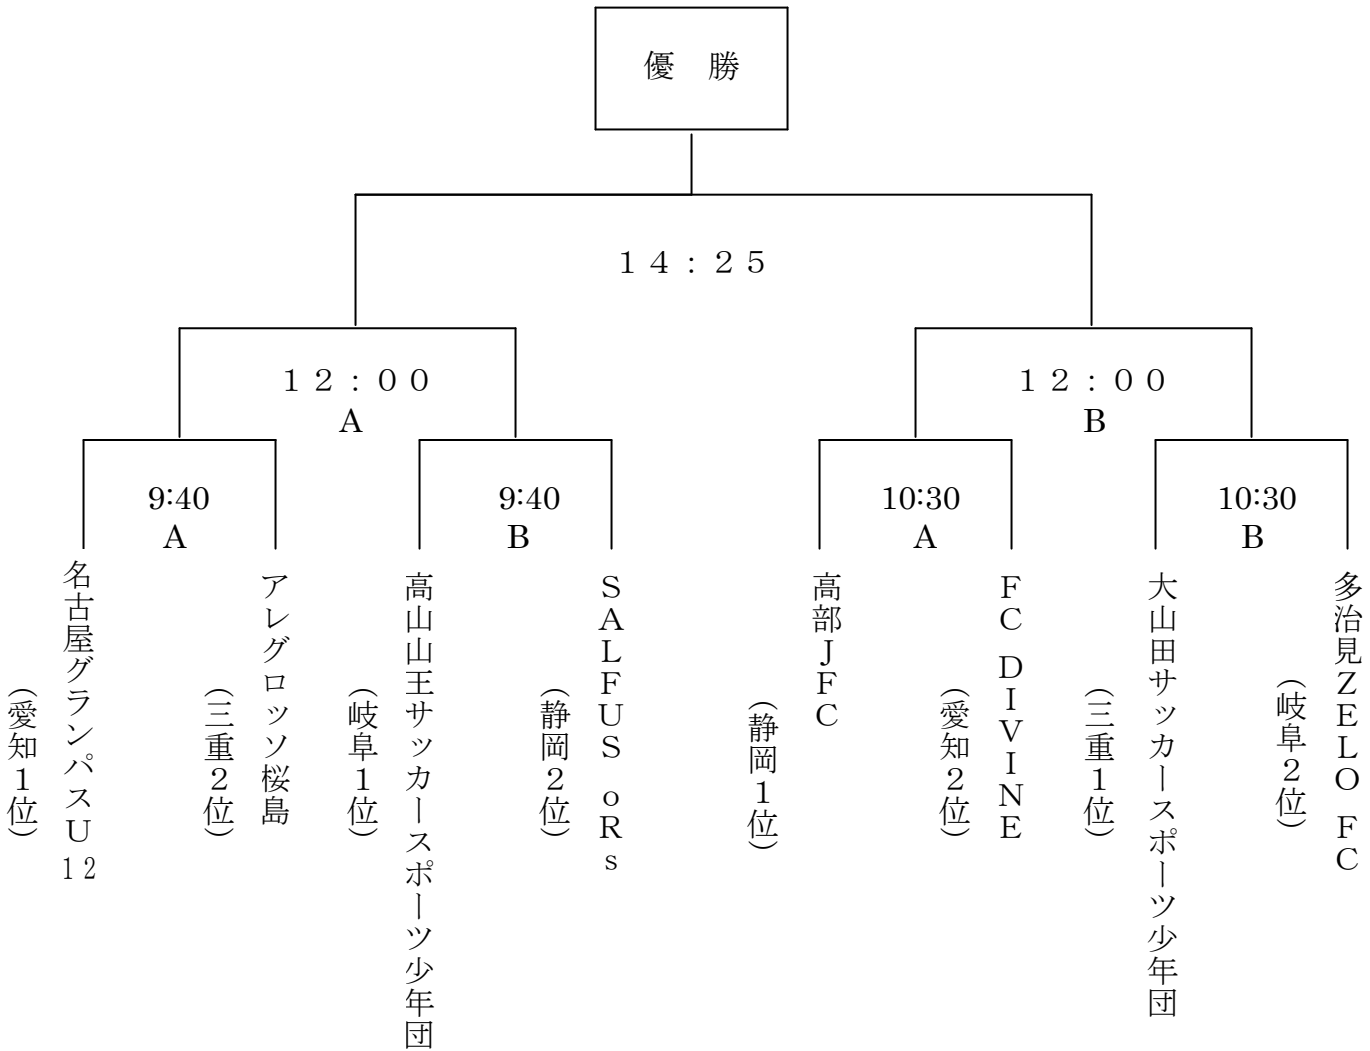 優　勝
１４：２５
１２：００
A
１２：００
B
9:40
A
9:40
B
10:30
A
10:30
B
名古屋グランパスU12
（愛知１位）
アレグロッソ桜島
（三重２位）
高山山王サッカースポーツ少年団
（岐阜１位）
ＳＡＬＦＵＳ　ｏＲｓ
（静岡２位）
高部ＪＦＣ
（静岡１位）
ＦＣ　ＤＩＶＩＮＥ
（愛知２位）
大山田サッカースポーツ少年団
（三重１位）
多治見ＺＥＬＯ　ＦＣ
（岐阜２位）